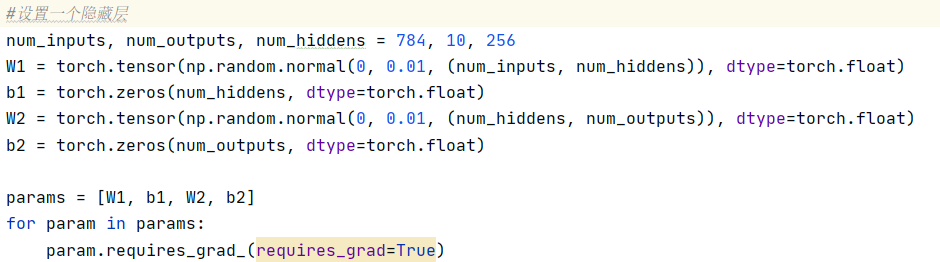 #设置一个隐藏层
num_inputs, num_outputs, num_hiddens = 784, 10, 256
W1 = torch.tensor(np.random.normal(0, 0.01, (num_inputs, num_hiddens)), dtype=torch.float)
b1 = torch.zeros(num_hiddens, dtype=torch.float)
W2 = torch.tensor(np.random.normal(0, 0.01, (num_hiddens, num_outputs)), dtype=torch.float)
b2 = torch.zeros(num_outputs, dtype=torch.float)
params = [W1, b1, W2, b2]
for param in params:
    param.requires_grad_(requires_grad=True)